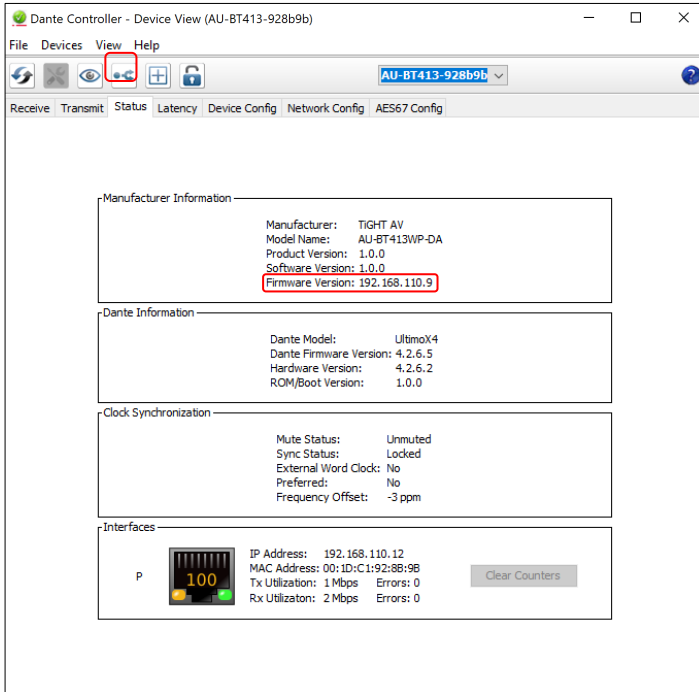 Dante Controller - Device View (AU-BT413-928b9b)
File Devices View Help
AU-BT413-928b9b
Receive Transmit Status Latency Device Config Network Config AES67 Config
Manufacturer Information
Manufacturer: TiGHT AV
Model Name: AU-BT413WP-DA
Product Version: 1.0.0
Software Version: 1.0.0
Firmware Version: 192.168.110.9
Dante Information
Dante Model: UltimoX4
Dante Firmware Version: 4.2.6.5
Hardware Version: 4.2.6.2
ROM/Boot Version: 1.0.0
Clock Synchronization
Mute Status: Unmuted
Sync Status: Locked
External Word Clock: No
Preferred: No
Frequency Offset: -3 ppm
Interfaces
P
100
IP Address: 192.168.110.12
MAC Address: 00:1D:C1:92:8B:9B
Tx Utilization: 1 Mbps Errors: 0
Rx Utilizaton: 2 Mbps Errors: 0
Clear Counters